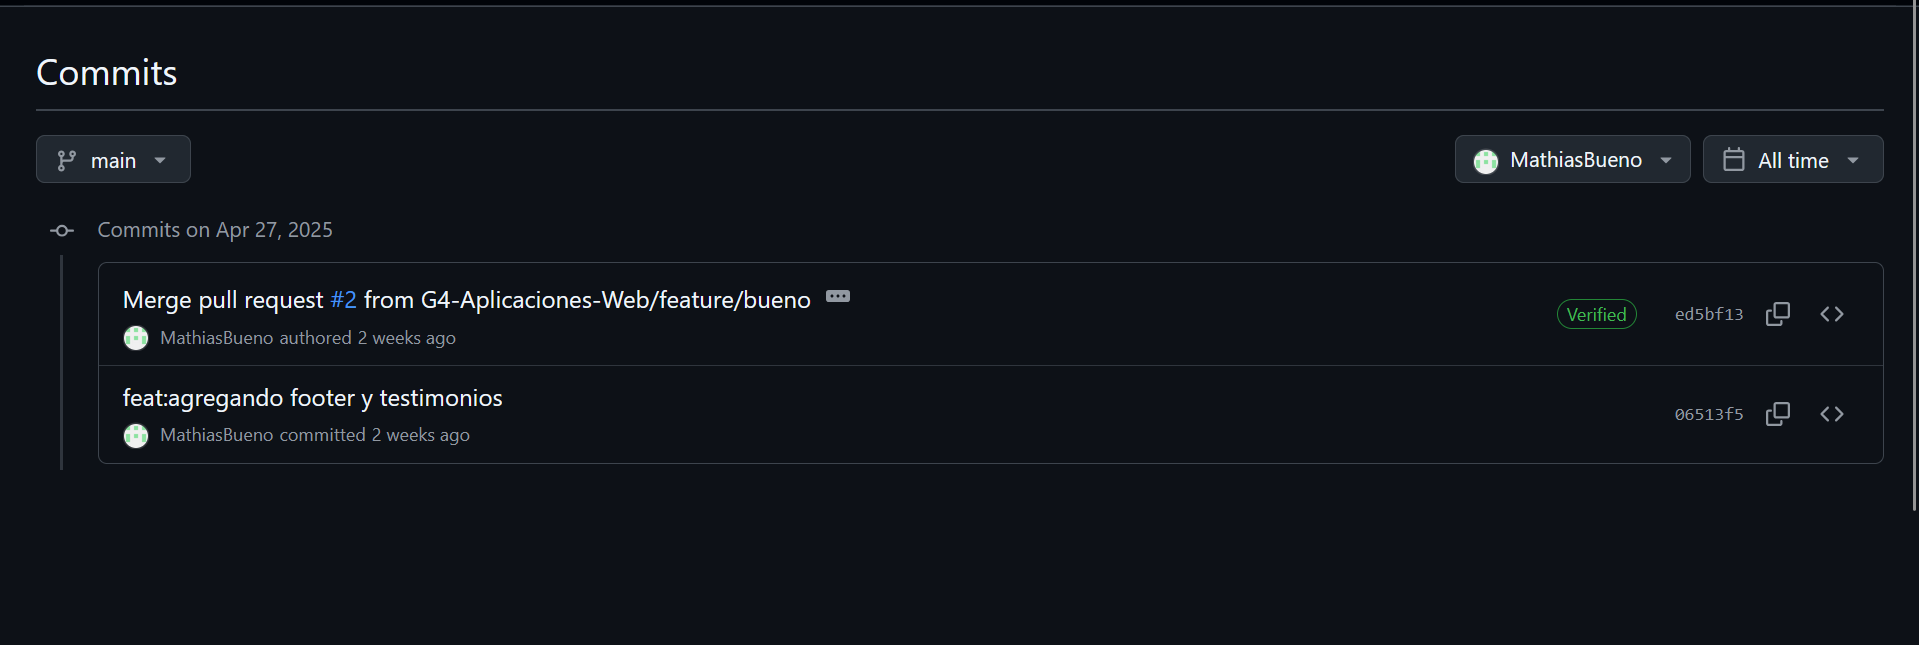 Commits
main
MathiasBueno
All time
Commits on Apr 27, 2025
Merge pull request #2 from G4-Aplicaciones-Web/feature/bueno
MathiasBueno authored 2 weeks ago
Verified
ed5bf13
feat:agregando footer y testimonios
MathiasBueno committed 2 weeks ago
06513f5